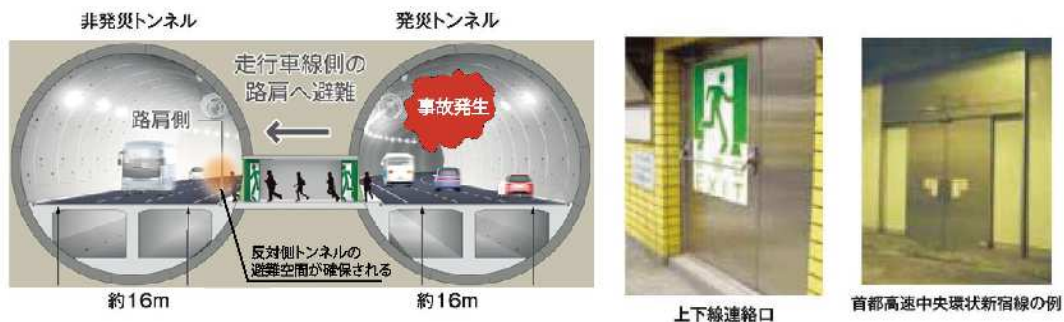 非発災トンネル
発災トンネル
走行車線側の
路肩へ避難
事故発生
路肩側
反対側トンネルの
避難空間が確保される
約16m
約16m
EXIT
上下線連絡口
首都高速中央環状新宿線の例